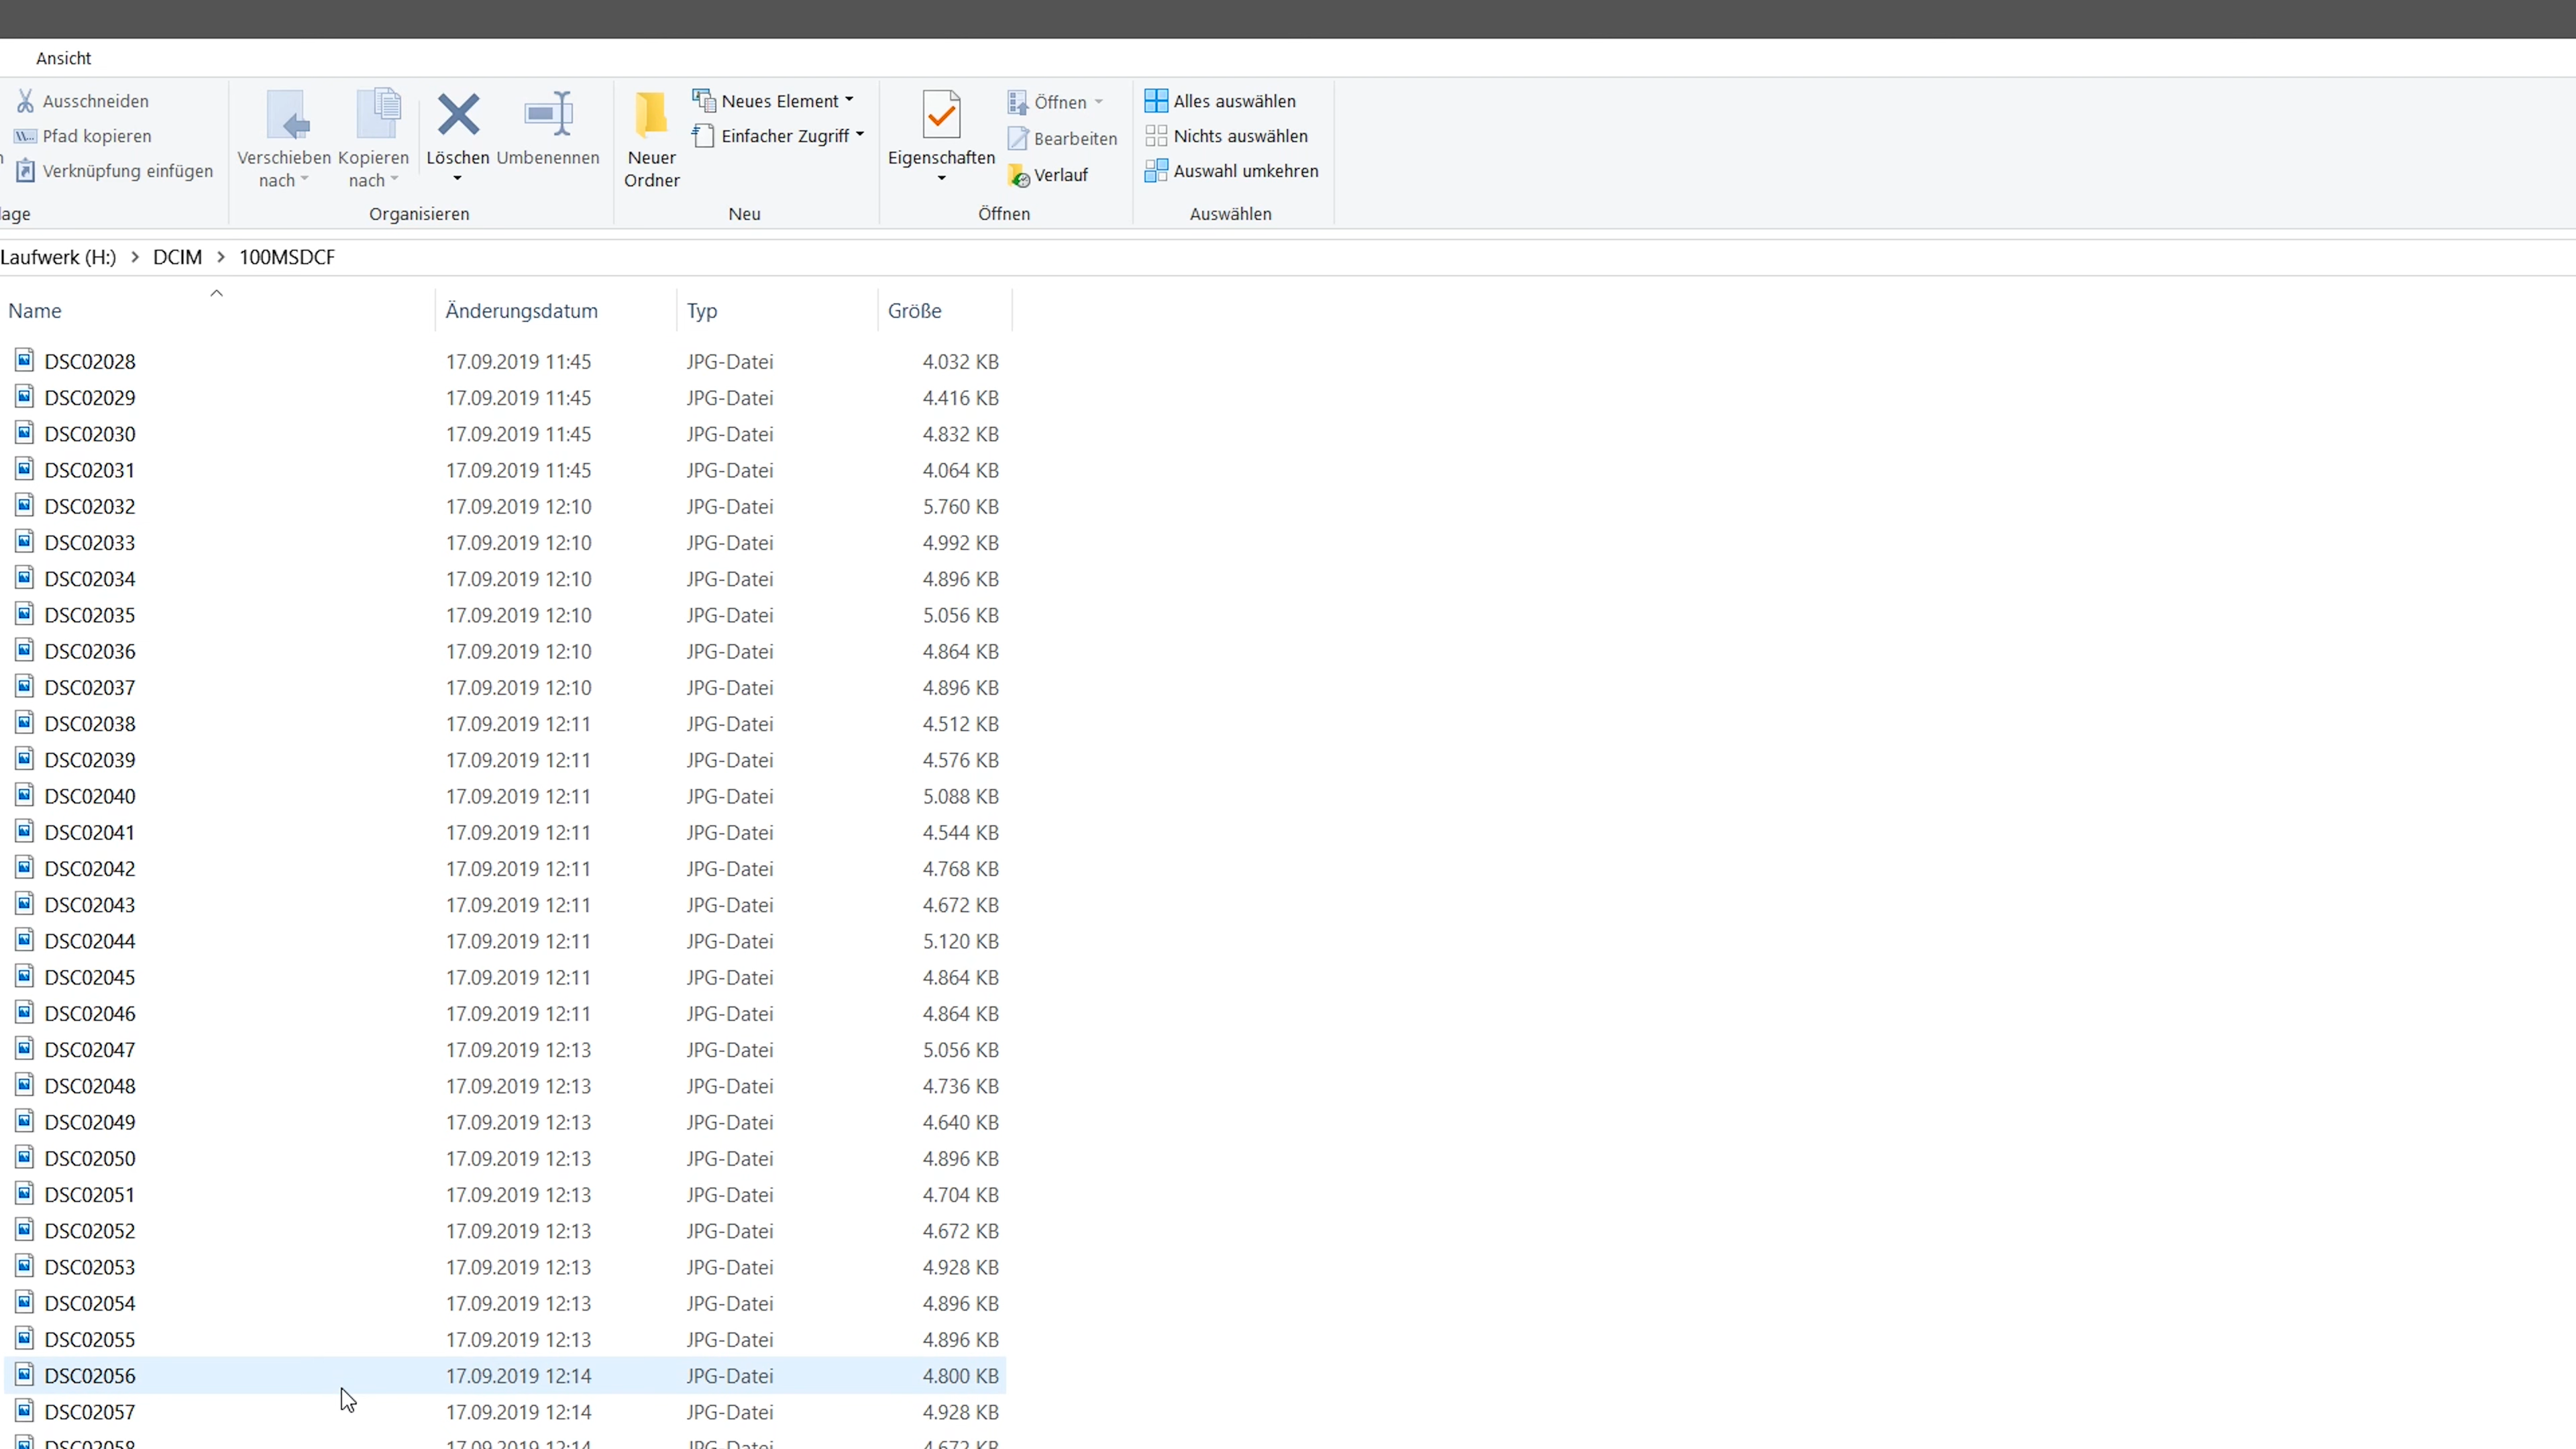 Ansicht
Ausschneiden
Pfad kopieren
Verknüpfung einfügen
Verschieben nach
Kopieren nach
Löschen
Umbenennen
Organisieren
Neuer Ordner
Neues Element
Einfacher Zugriff
Neu
Eigenschaften
Öffnen
Bearbeiten
Verlauf
Öffnen
Alles auswählen
Nichts auswählen
Auswahl umkehren
Auswählen
Laufwerk (H:) > DCIM > 100MSDCF
Name Änderungsdatum Typ Größe
DSC02028 17.09.2019 11:45 JPG-Datei 4.032 KB
DSC02029 17.09.2019 11:45 JPG-Datei 4.416 KB
DSC02030 17.09.2019 11:45 JPG-Datei 4.832 KB
DSC02031 17.09.2019 11:45 JPG-Datei 4.064 KB
DSC02032 17.09.2019 12:10 JPG-Datei 5.760 KB
DSC02033 17.09.2019 12:10 JPG-Datei 4.992 KB
DSC02034 17.09.2019 12:10 JPG-Datei 4.896 KB
DSC02035 17.09.2019 12:10 JPG-Datei 5.056 KB
DSC02036 17.09.2019 12:10 JPG-Datei 4.864 KB
DSC02037 17.09.2019 12:10 JPG-Datei 4.896 KB
DSC02038 17.09.2019 12:11 JPG-Datei 4.512 KB
DSC02039 17.09.2019 12:11 JPG-Datei 4.576 KB
DSC02040 17.09.2019 12:11 JPG-Datei 5.088 KB
DSC02041 17.09.2019 12:11 JPG-Datei 4.544 KB
DSC02042 17.09.2019 12:11 JPG-Datei 4.768 KB
DSC02043 17.09.2019 12:11 JPG-Datei 4.672 KB
DSC02044 17.09.2019 12:11 JPG-Datei 5.120 KB
DSC02045 17.09.2019 12:11 JPG-Datei 4.864 KB
DSC02046 17.09.2019 12:11 JPG-Datei 4.864 KB
DSC02047 17.09.2019 12:13 JPG-Datei 5.056 KB
DSC02048 17.09.2019 12:13 JPG-Datei 4.736 KB
DSC02049 17.09.2019 12:13 JPG-Datei 4.640 KB
DSC02050 17.09.2019 12:13 JPG-Datei 4.896 KB
DSC02051 17.09.2019 12:13 JPG-Datei 4.704 KB
DSC02052 17.09.2019 12:13 JPG-Datei 4.672 KB
DSC02053 17.09.2019 12:13 JPG-Datei 4.928 KB
DSC02054 17.09.2019 12:13 JPG-Datei 4.896 KB
DSC02055 17.09.2019 12:13 JPG-Datei 4.896 KB
DSC02056 17.09.2019 12:14 JPG-Datei 4.800 KB
DSC02057 17.09.2019 12:14 JPG-Datei 4.928 KB
DSC02058 17.09.2019 12:14 JPG-Datei 4.672 KB